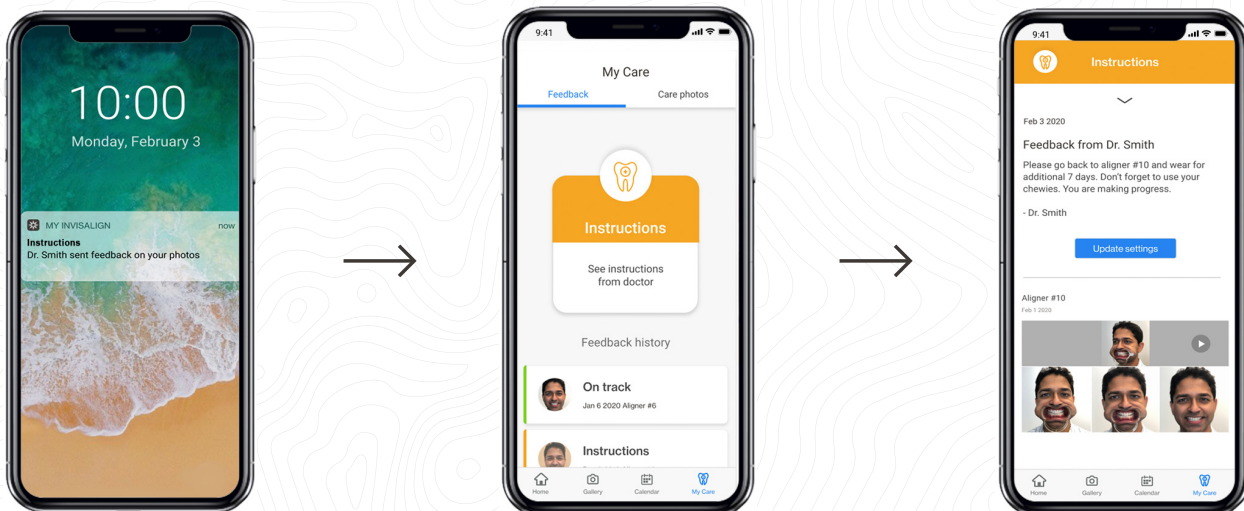 10:00
Monday, February 3
MY INVISALIGN now
Instructions
Dr. Smith sent feedback on your photos
9:41
My Care
Feedback Care photos
Instructions
See instructions
from doctor
Feedback history
On track
Jan 6 2020 Aligner #6
Instructions
Home Gallery Calendar My Care
9:41
Instructions
Feb 3 2020
Feedback from Dr. Smith
Please go back to aligner #10 and wear for
additional 7 days. Don't forget to use your
chewies. You are making progress.
- Dr. Smith
Update settings
Aligner #10
Feb 1 2020
Home Gallery Calendar My Care